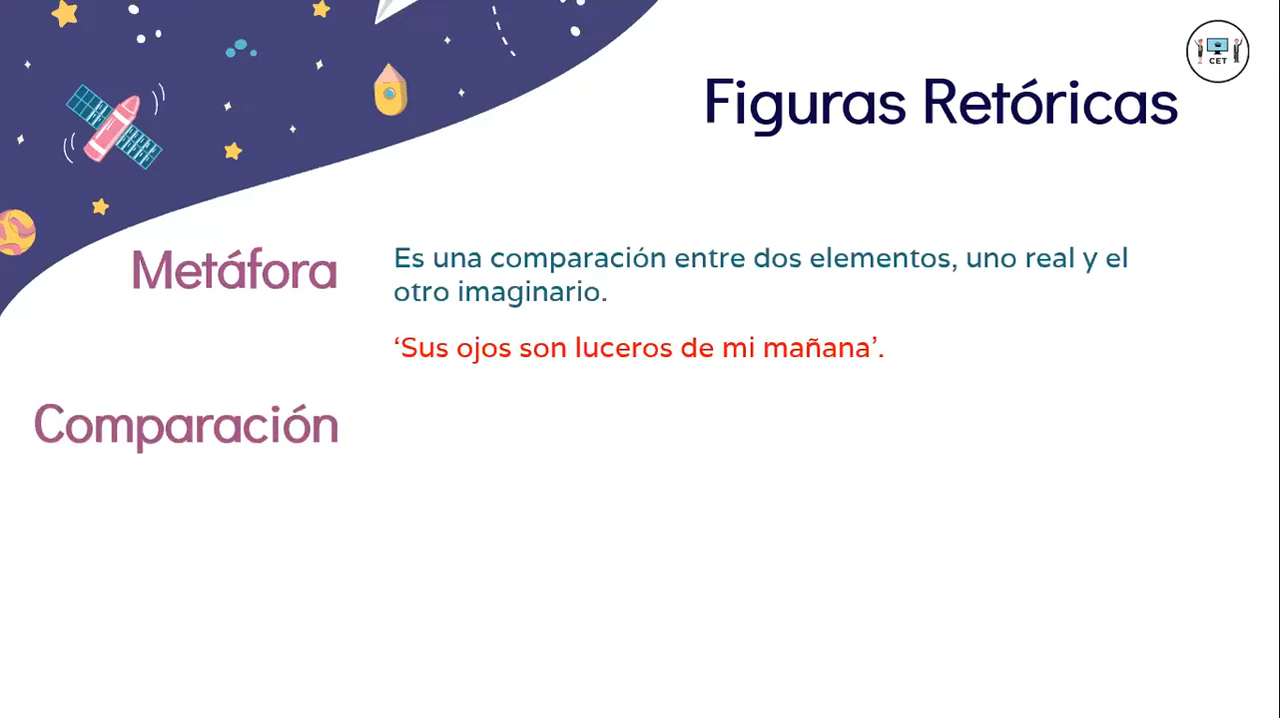 CET
Figuras Retóricas
Metáfora
Es una comparación entre dos elementos, uno real y el
otro imaginario.
‘Sus ojos son luceros de mi mañana’.
Comparación